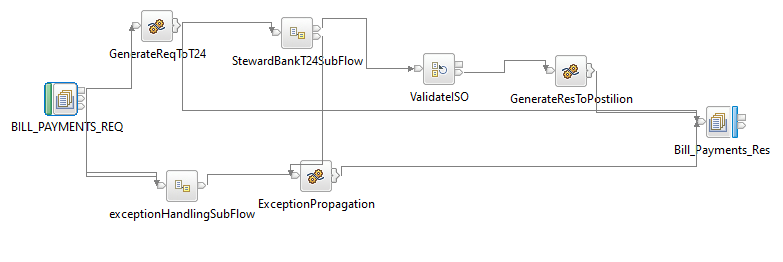 GenerateReqToT24
StewardBankT24SubFlow
ValidateISO
GenerateResToPostilion
BILL_PAYMENTS_REQ
Bill_Payments_Res
exceptionHandlingSubFlow
ExceptionPropagation